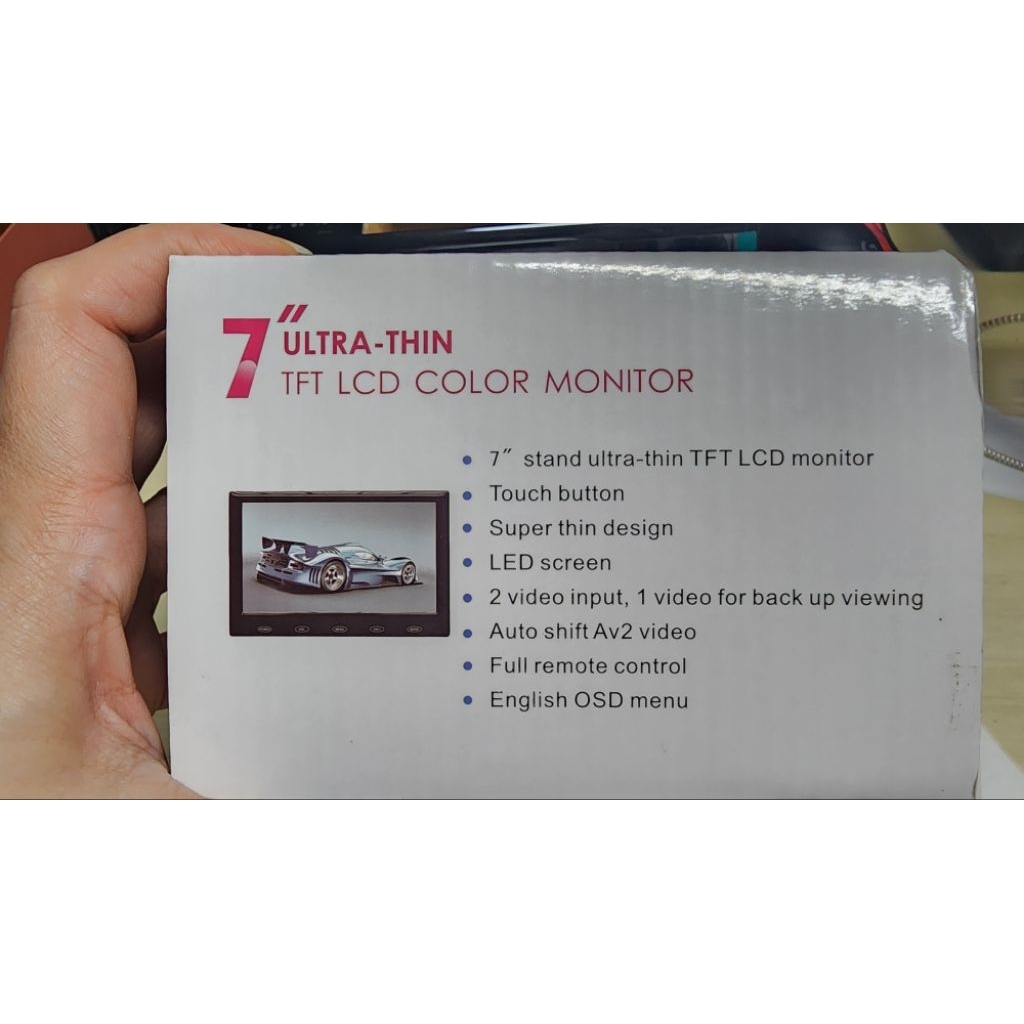 7″ ULTRA-THIN
TFT LCD COLOR MONITOR
7″ stand ultra-thin TFT LCD monitor
Touch button
Super thin design
LED screen
2 video input, 1 video for back up viewing
Auto shift Av2 video
Full remote control
English OSD menu